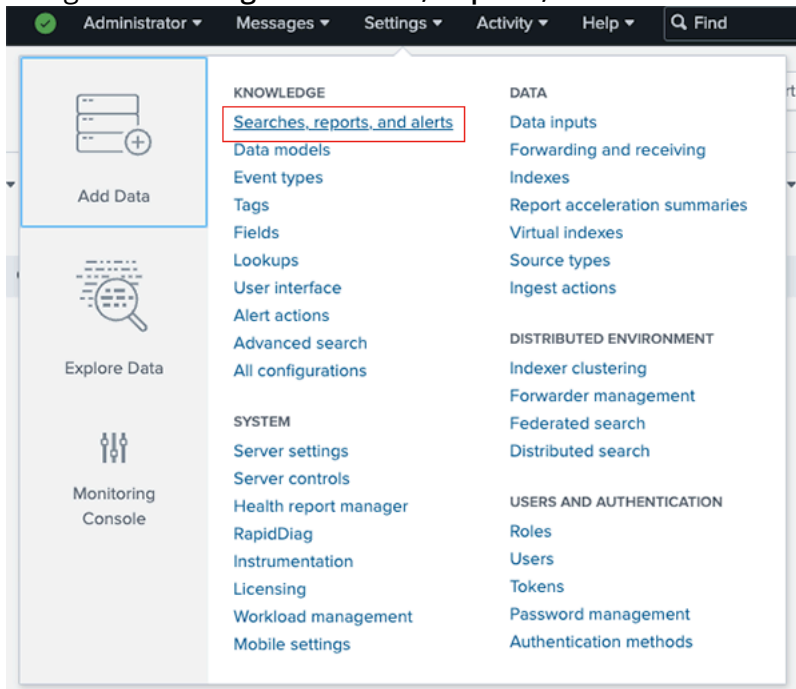 Administrator ▾ Messages ▾ Settings ▾ Activity ▾ Help ▾ Find
Add Data
Explore Data
Monitoring
Console
KNOWLEDGE
Searches, reports, and alerts
Data models
Event types
Tags
Fields
Lookups
User interface
Alert actions
Advanced search
All configurations
SYSTEM
Server settings
Server controls
Health report manager
RapidDiag
Instrumentation
Licensing
Workload management
Mobile settings
DATA
Data inputs
Forwarding and receiving
Indexes
Report acceleration summaries
Virtual indexes
Source types
Ingest actions
DISTRIBUTED ENVIRONMENT
Indexer clustering
Forwarder management
Federated search
Distributed search
USERS AND AUTHENTICATION
Roles
Users
Tokens
Password management
Authentication methods